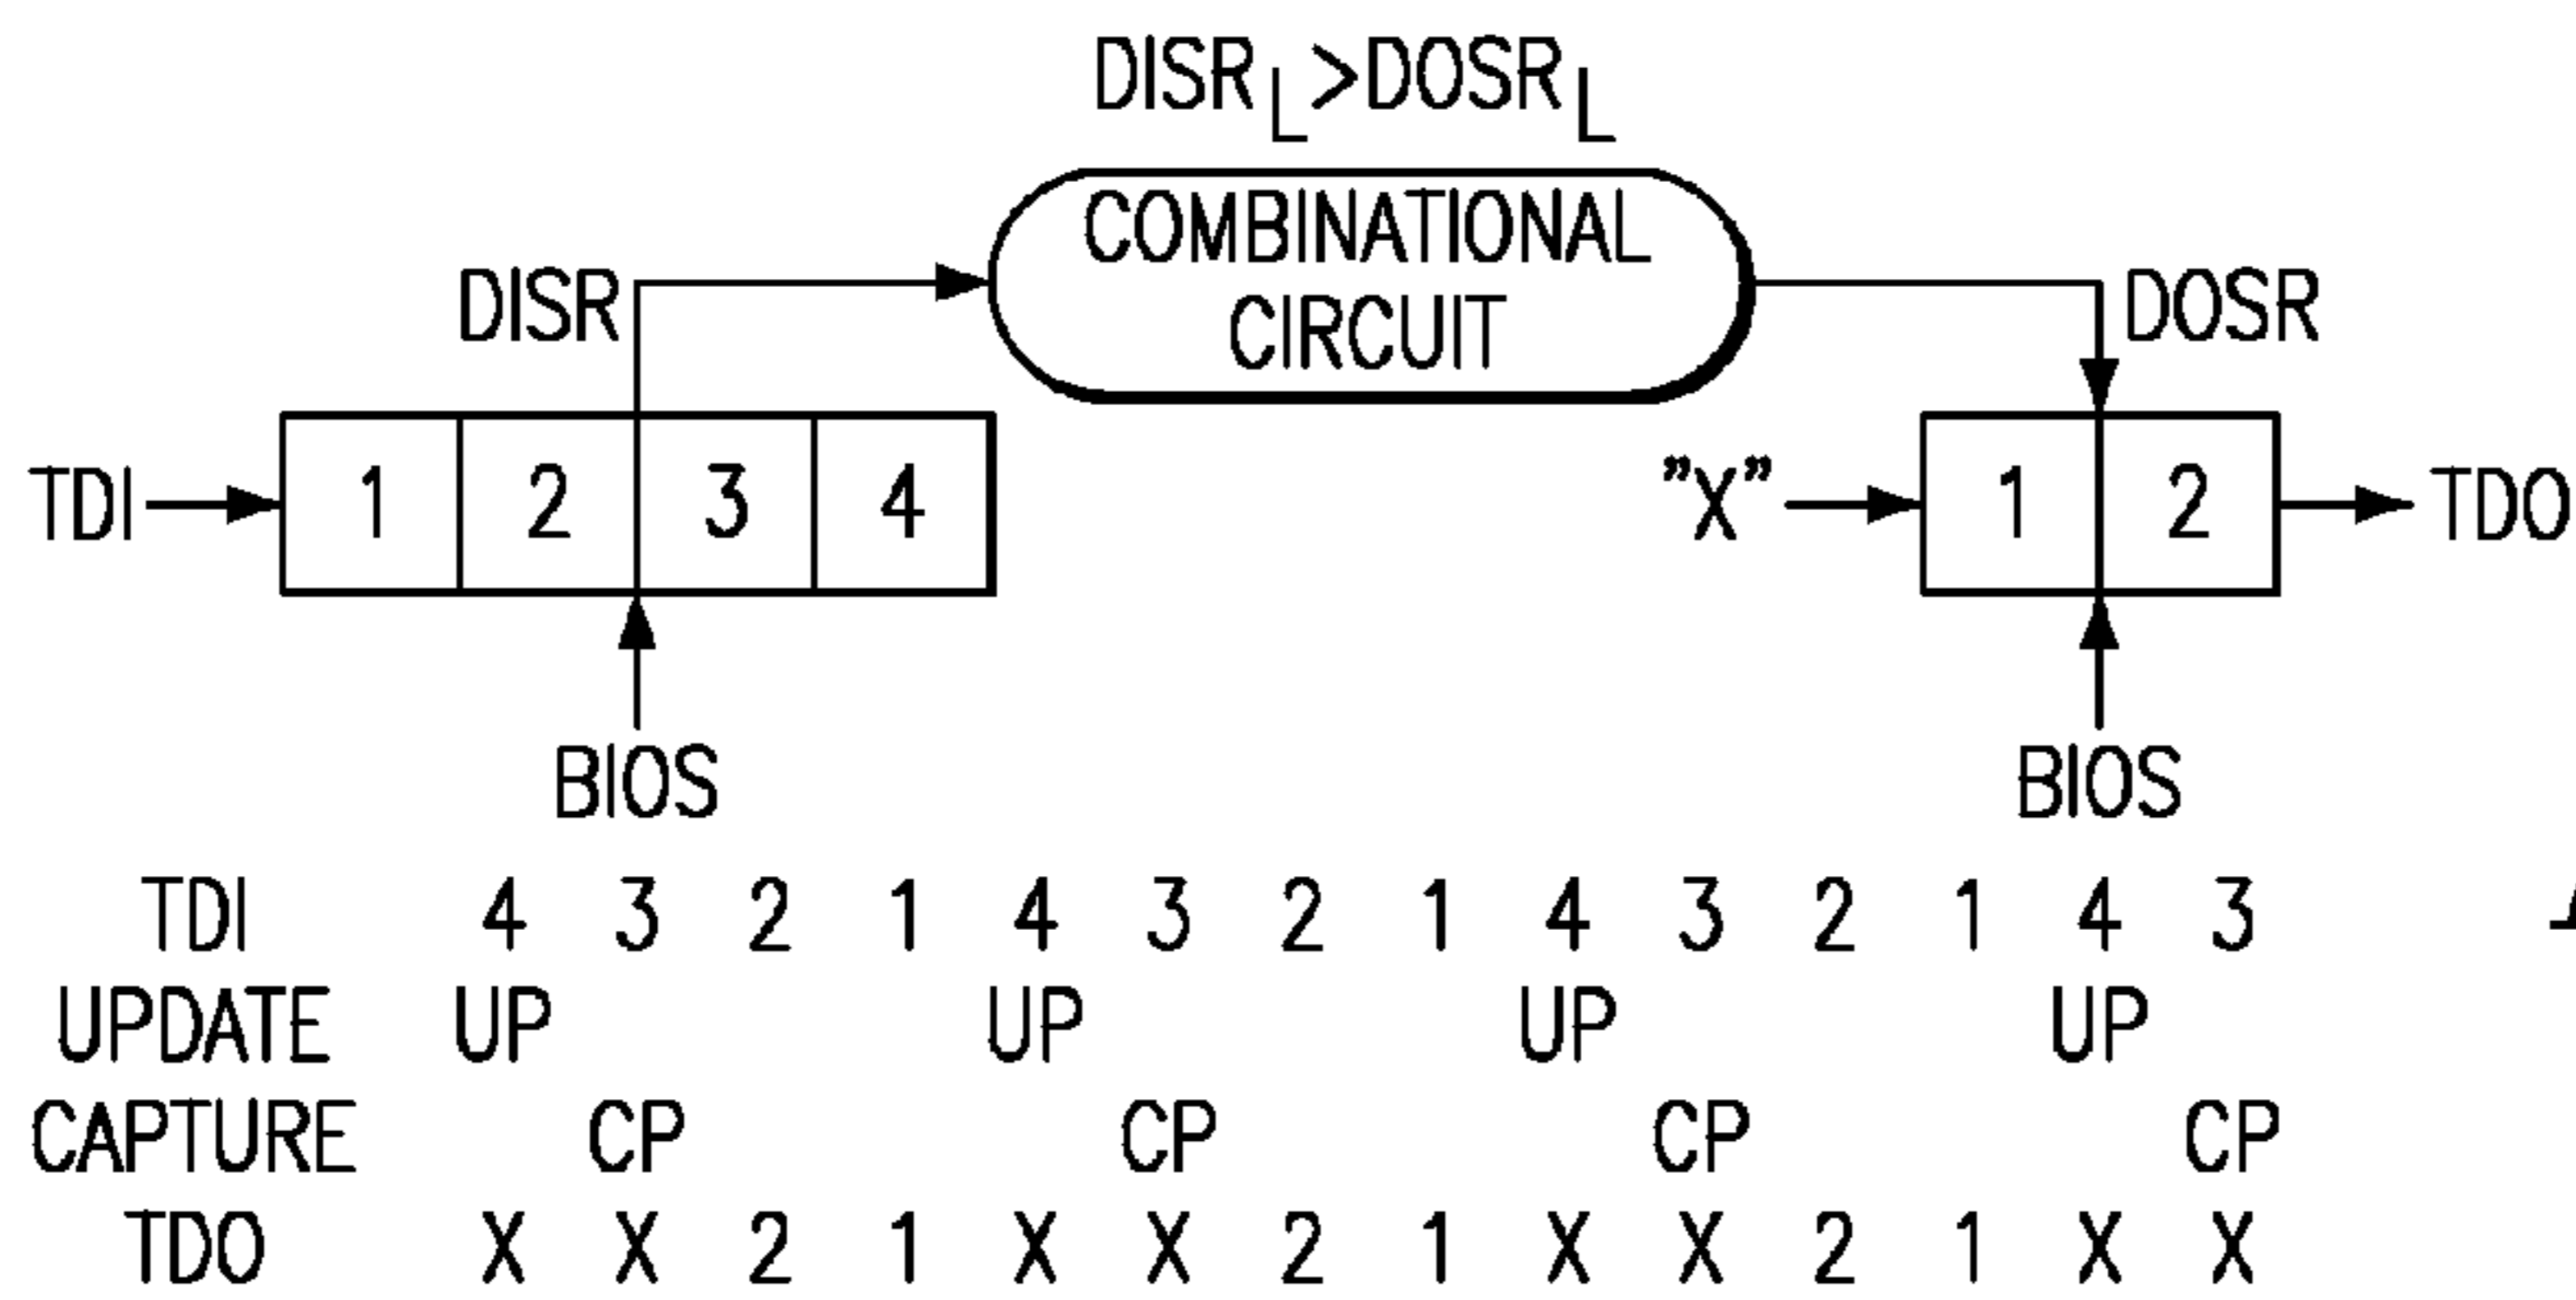 DISR L > DOSR L
COMBINATIONAL
CIRCUIT
DISR
DOSR
TDI 1 2 3 4
"X" 1 2 TDO
BIOS BIOS
TDI 4 3 2 1 4 3 2 1 4 3 2 1 4 3
UPDATE UP UP UP UP
CAPTURE CP CP CP CP
TDO X X 2 1 X X 2 1 X X 2 1 X X